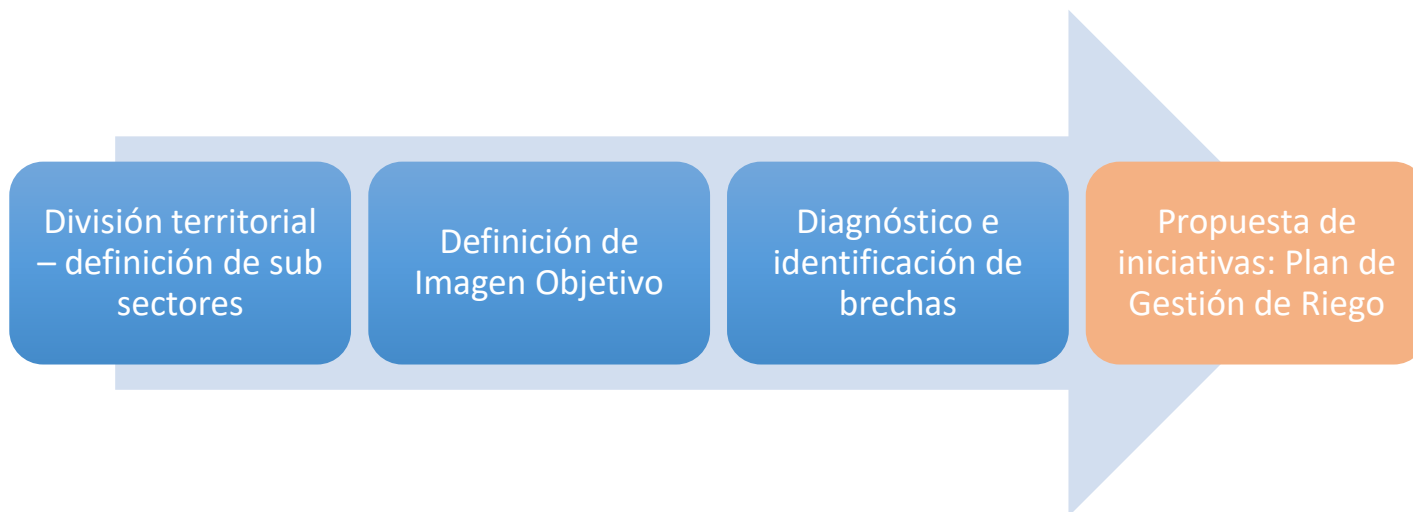 División territorial
– definición de sub
sectores
Definición de
Imagen Objetivo
Diagnóstico e
identificación de
brechas
Propuesta de
iniciativas: Plan de
Gestión de Riego